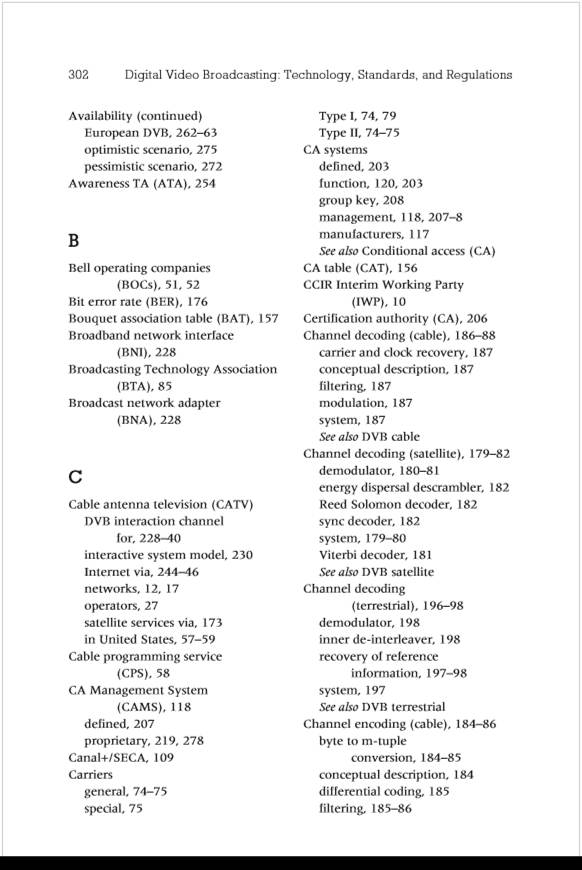 302 Digital Video Broadcasting: Technology, Standards, and Regulations
Availability (continued)
European DVB, 262–63
optimistic scenario, 275
pessimistic scenario, 272
Awareness TA (ATA), 254
B
Bell operating companies
(BOCs), 51, 52
Bit error rate (BER), 176
Bouquet association table (BAT), 157
Broadband network interface
(BNI), 228
Broadcasting Technology Association
(BTA), 85
Broadcast network adapter
(BNA), 228
C
Cable antenna television (CATV)
DVB interaction channel
for, 228–40
interactive system model, 230
Internet via, 244–46
networks, 12, 17
operators, 27
satellite services via, 173
in United States, 57–59
Cable programming service
(CPS), 58
CA Management System
(CAMS), 118
defined, 207
proprietary, 219, 278
Canal+/SECA, 109
Carriers
general, 74–75
special, 75
Type I, 74, 79
Type II, 74–75
CA systems
defined, 203
function, 120, 203
group key, 208
management, 118, 207–8
manufacturers, 117
See also Conditional access (CA)
CA table (CAT), 156
CCIR Interim Working Party
(IWP), 10
Certification authority (CA), 206
Channel decoding (cable), 186–88
carrier and clock recovery, 187
conceptual description, 187
filtering, 187
modulation, 187
system, 187
See also DVB cable
Channel decoding (satellite), 179–82
demodulator, 180–81
energy dispersal descrambler, 182
Reed Solomon decoder, 182
sync decoder, 182
system, 179–80
Viterbi decoder, 181
See also DVB satellite
Channel decoding
(terrestrial), 196–98
demodulator, 198
inner de-interleaver, 198
recovery of reference
information, 197–98
system, 197
See also DVB terrestrial
Channel encoding (cable), 184–86
byte to m-tuple
conversion, 184–85
conceptual description, 184
differential coding, 185
filtering, 185–86